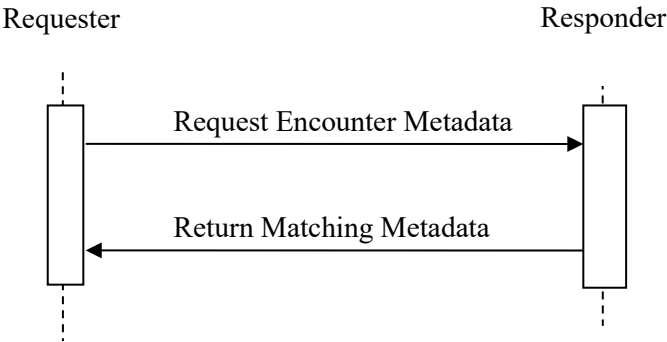 Requester
Responder
Request Encounter Metadata
Return Matching Metadata